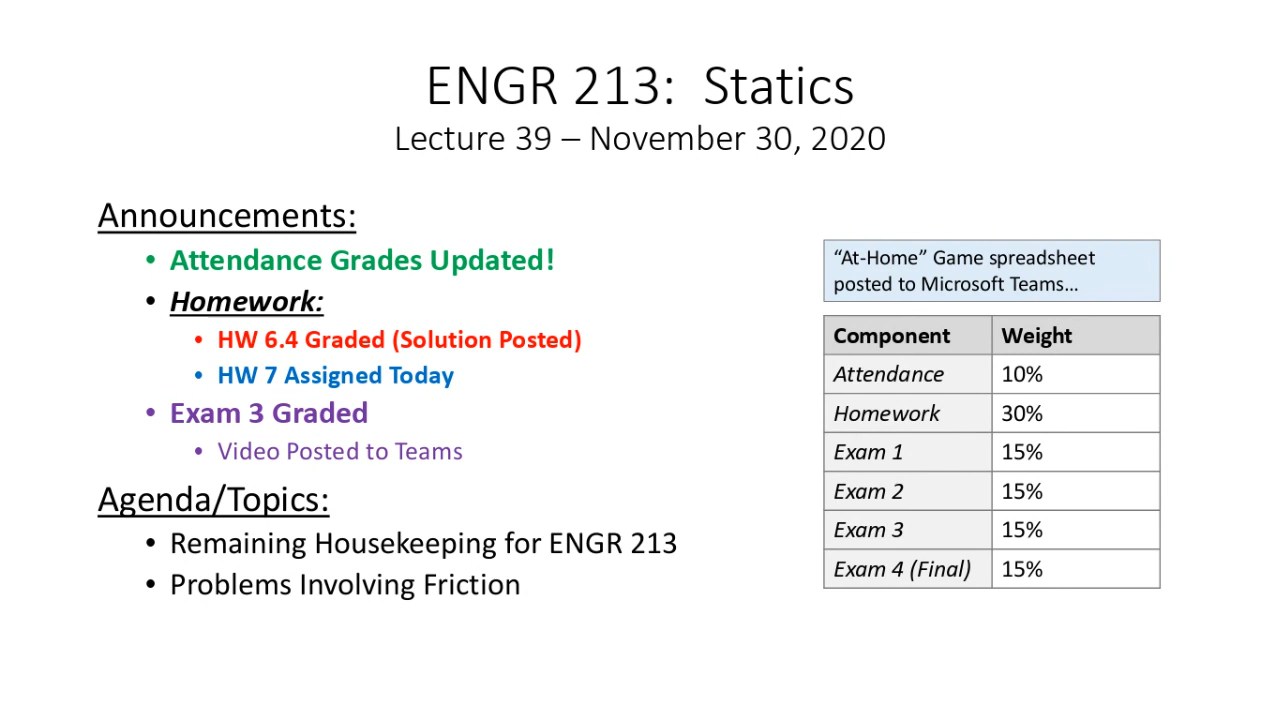 ENGR 213:  Statics
Lecture 39 – November 30, 2020
Announcements:
• Attendance Grades Updated!
• Homework:
• HW 6.4 Graded (Solution Posted)
• HW 7 Assigned Today
• Exam 3 Graded
• Video Posted to Teams
Agenda/Topics:
• Remaining Housekeeping for ENGR 213
• Problems Involving Friction
“At-Home” Game spreadsheet
posted to Microsoft Teams…
Component Weight
Attendance 10%
Homework 30%
Exam 1 15%
Exam 2 15%
Exam 3 15%
Exam 4 (Final) 15%